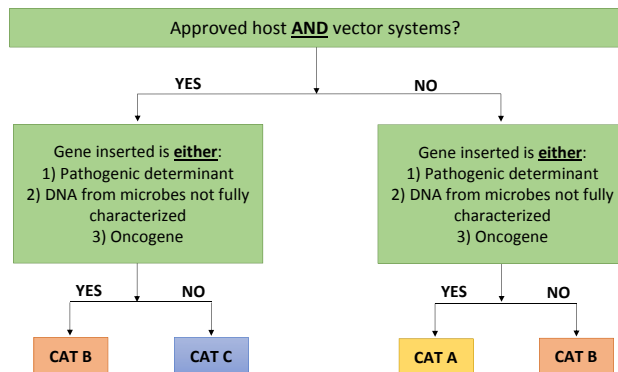 Approved host AND vector systems?
YES
NO
Gene inserted is either:
1) Pathogenic determinant
2) DNA from microbes not fully
characterized
3) Oncogene
Gene inserted is either:
1) Pathogenic determinant
2) DNA from microbes not fully
characterized
3) Oncogene
YES
NO
YES
NO
CAT B
CAT C
CAT A
CAT B